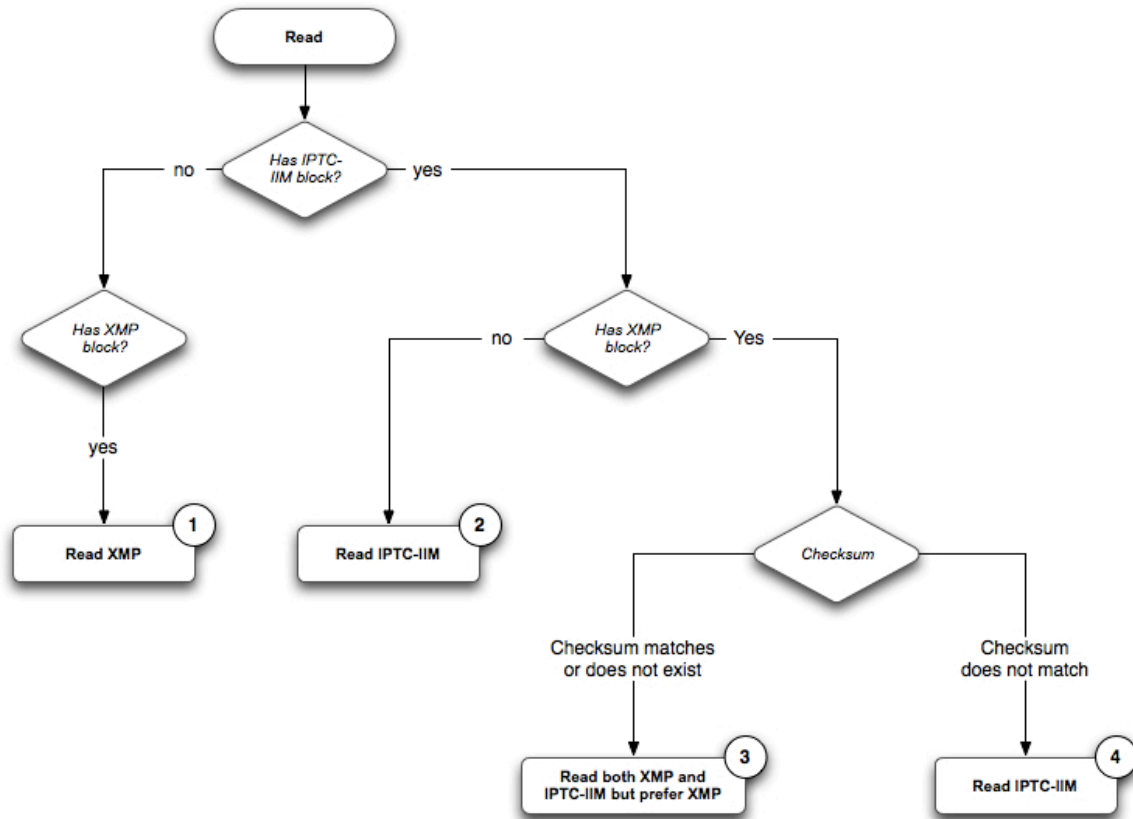 Read
Has IPTC-
IIM block?
no
yes
Has XMP
block?
yes
1
Read XMP
Has XMP
block?
no
Yes
2
Read IPTC-IIM
Checksum
Checksum matches
or does not exist
Checksum
does not match
3
Read both XMP and
IPTC-IIM but prefer XMP
4
Read IPTC-IIM